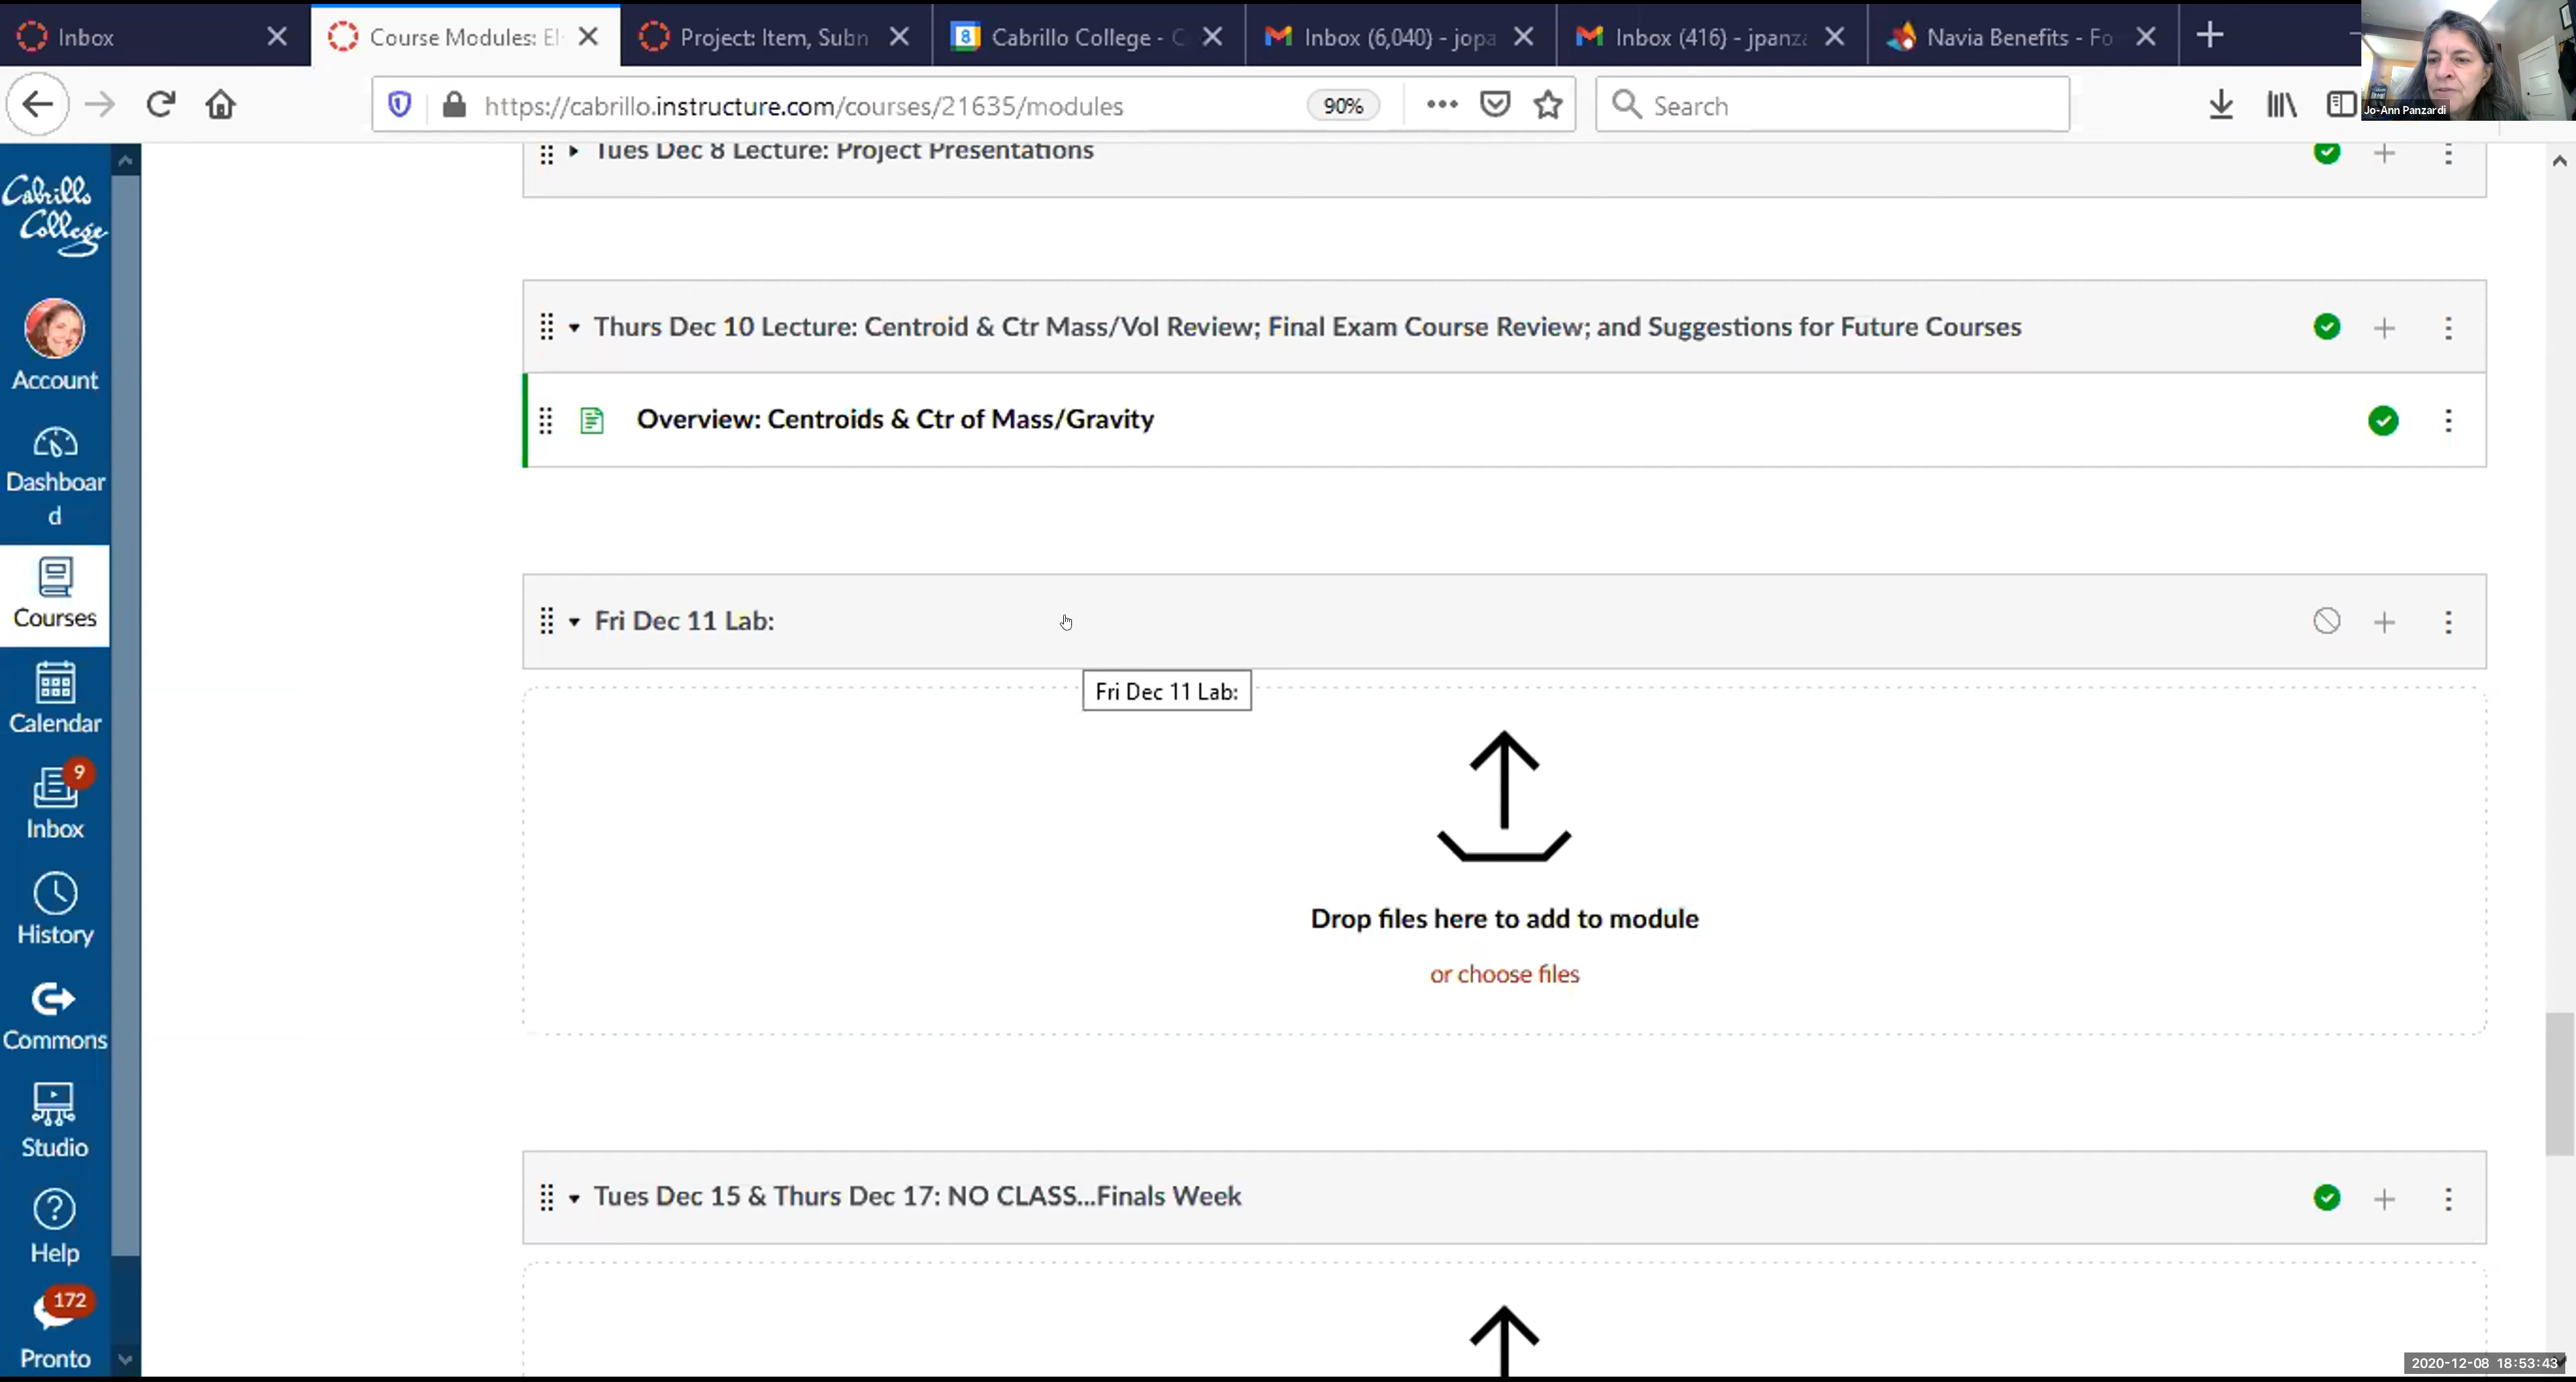 Inbox
Course Modules: El
Project: Item, Subn
Cabrillo College - C
Inbox (6,040) - jopa
Inbox (416) - jpanza
Navia Benefits - Fo
https://cabrillo.instructure.com/courses/21635/modules
90%
Search
Jo-Ann Panzardi
Cabrillo
College
Account
Dashboar
d
Courses
Calendar
9
Inbox
History
Commons
Studio
Help
172
Pronto
Tues Dec 8 Lecture: Project Presentations
Thurs Dec 10 Lecture: Centroid & Ctr Mass/Vol Review; Final Exam Course Review; and Suggestions for Future Courses
Overview: Centroids & Ctr of Mass/Gravity
Fri Dec 11 Lab:
Fri Dec 11 Lab:
Drop files here to add to module
or choose files
Tues Dec 15 & Thurs Dec 17: NO CLASS...Finals Week
2020-12-08 18:53:43